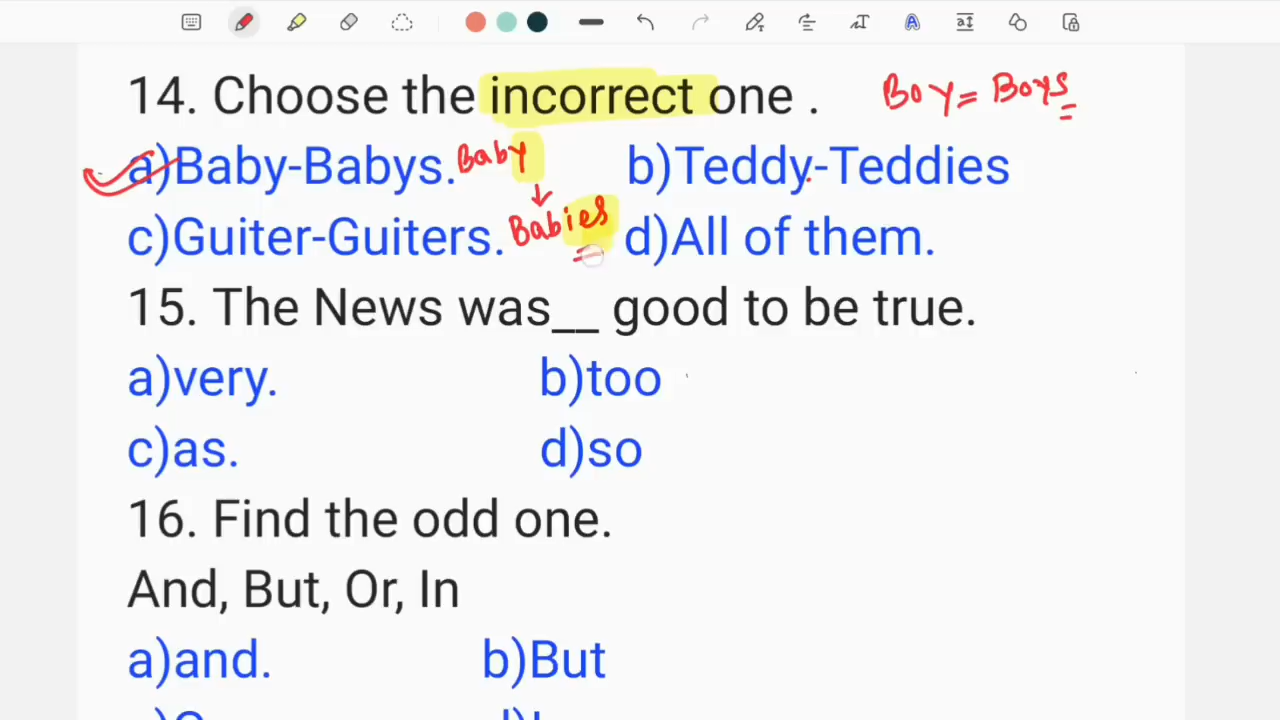 14. Choose the incorrect one . Boy = Boys
a)Baby-Babys. Baby b)Teddy-Teddies
c)Guiter-Guiters. Babies d)All of them.
15. The News was__ good to be true.
a)very. b)too
c)as. d)so
16. Find the odd one.
And, But, Or, In
a)and. b)But